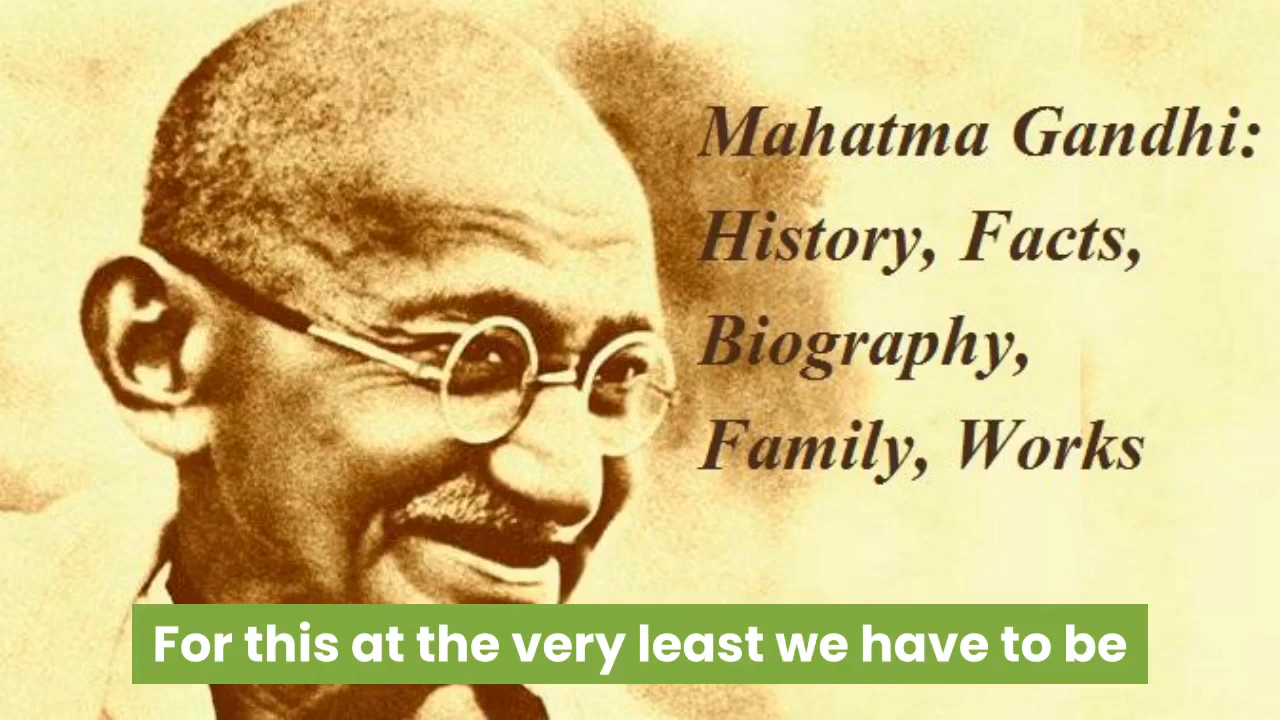 Mahatma Gandhi:
History, Facts,
Biography,
Family, Works
For this at the very least we have to be